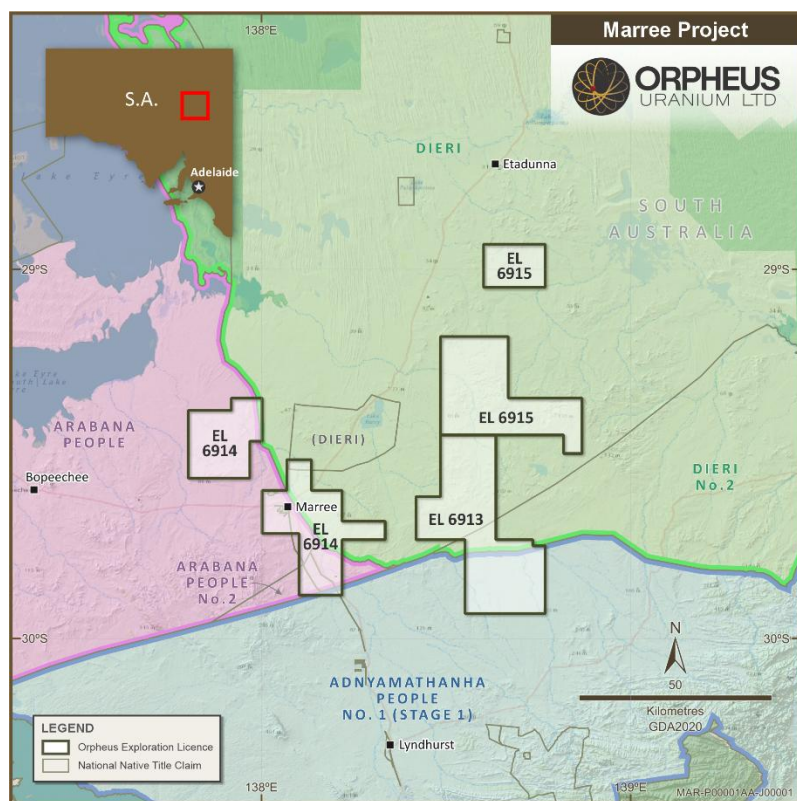 138°E
Marree Project
ORPHEUS
URANIUM LTD
S.A.
Adelaide
Lake Eyre
DIERI
Etadunna
SOUTH
AUSTRALIA
29°S
EL
6915
29°S
ARABANA
PEOPLE
EL
6914
(DIERI)
EL 6915
Bopeechee
DIERI
No.2
Marree
EL
6914
EL 6913
ARABANA
PEOPLE
No.2
30°S
30°S
N
50
Kilometres
GDA2020
ADNYAMATHANHA
PEOPLE
NO. 1 (STAGE 1)
Lyndhurst
LEGEND
Orpheus Exploration Licence
National Native Title Claim
138°E
139°E
MAR-P00001AA-J00001